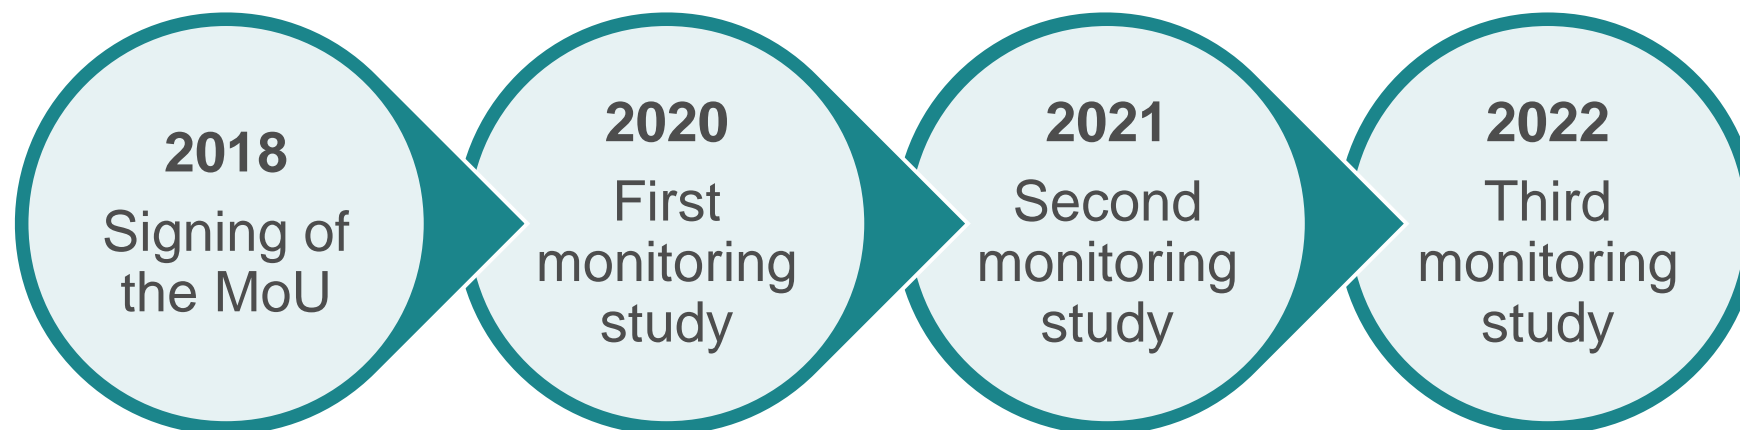 2018
Signing of
the MoU
2020
First
monitoring
study
2021
Second
monitoring
study
2022
Third
monitoring
study